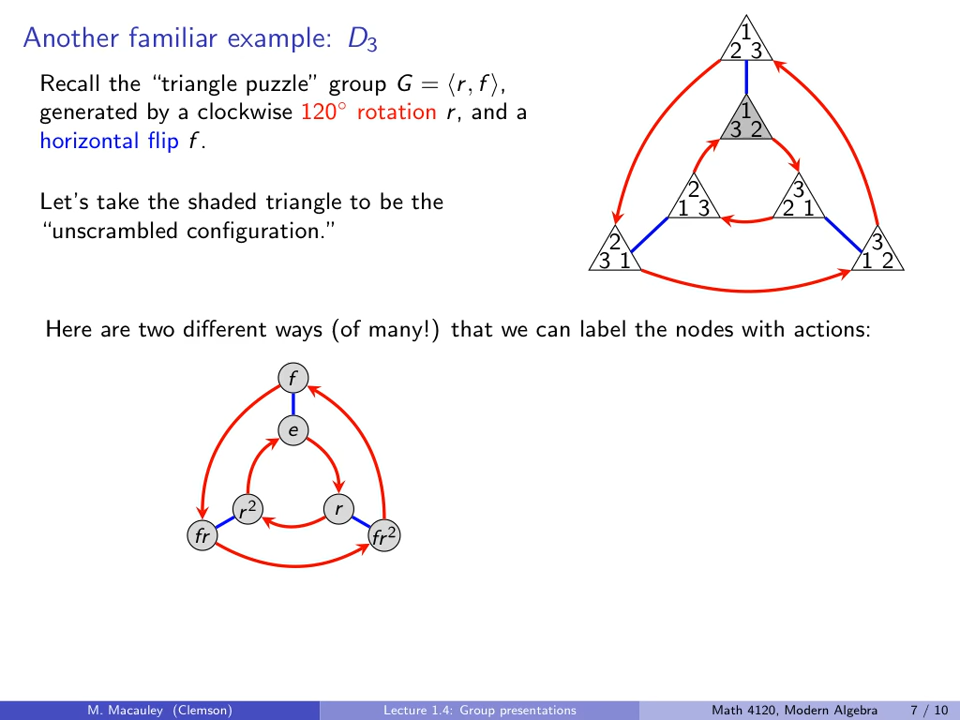 Another familiar example: D₃
Recall the “triangle puzzle” group G = ⟨r, f⟩,
generated by a clockwise 120° rotation r, and a
horizontal flip f.
Let's take the shaded triangle to be the
“unscrambled configuration.”
1
2 3
1
3 2
2
1 3
3
2 1
2
3 1
3
1 2
Here are two different ways (of many!) that we can label the nodes with actions:
f
e
r²
r
fr
fr²
M. Macauley (Clemson)
Lecture 1.4: Group presentations
Math 4120, Modern Algebra
7 / 10